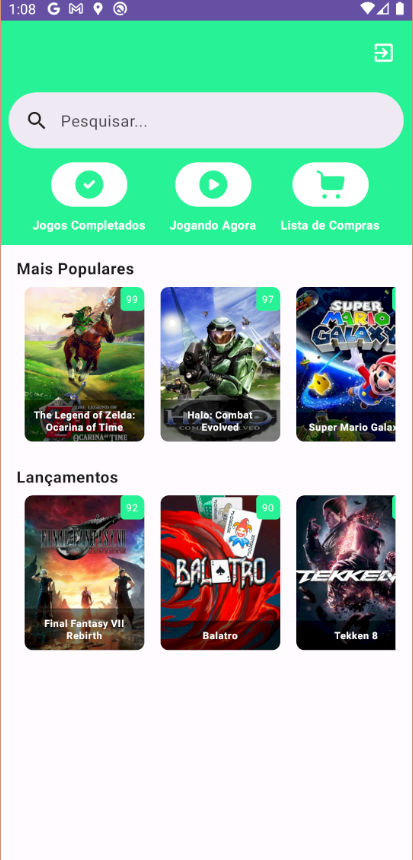 1:08
Pesquisar...
Jogos Completados
Jogando Agora
Lista de Compras
Mais Populares
99
97
SUPER
MARIO
GALAXY
The Legend of Zelda:
Ocarina of Time
OCARINA OF TIME
Halo: Combat
Evolved
HALO
Super Mario Galax
Lançamentos
92
90
FINAL FANTASY VII
BALATRO
TEKKEN
Final Fantasy VII
Rebirth
Balatro
Tekken 8